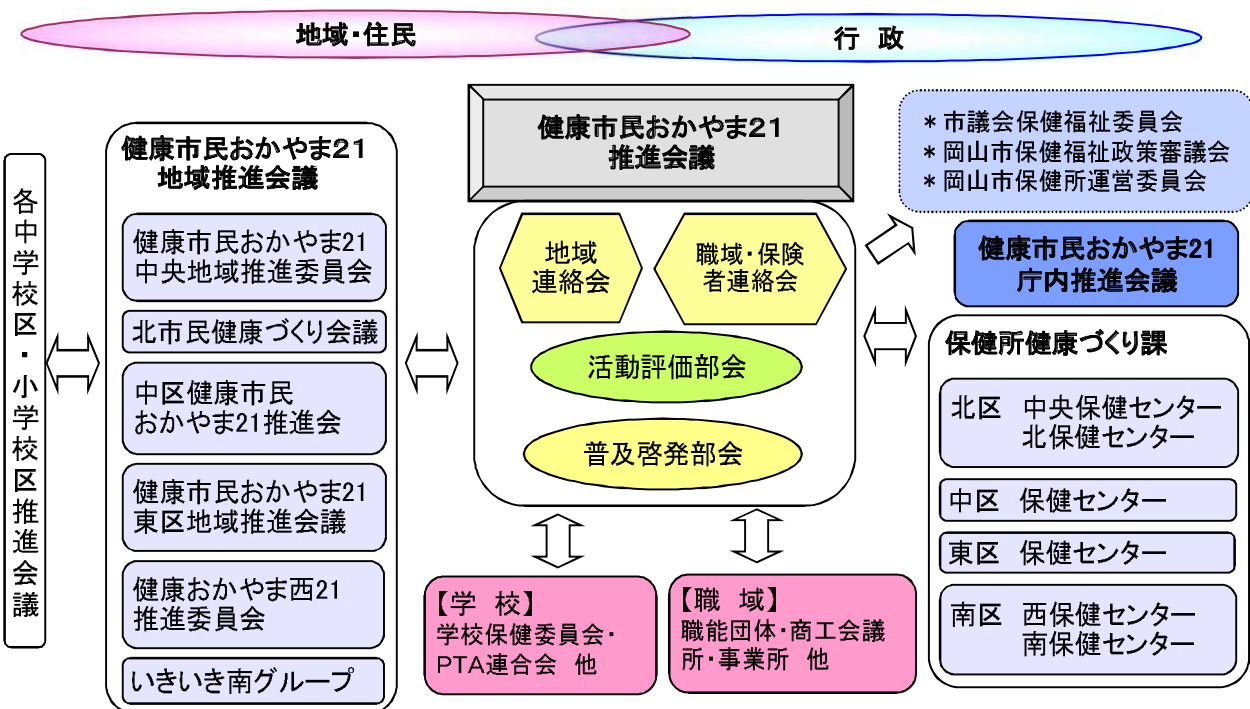 地域・住民
行 政
各中学校区・小学校区推進会議
健康市民おかやま21
地域推進会議
健康市民おかやま21
中央地域推進委員会
北市民健康づくり会議
中区健康市民
おかやま21推進会
健康市民おかやま21
東区地域推進会議
健康おかやま西21
推進委員会
いきいき南グループ
健康市民おかやま21
推進会議
地域
連絡会
職域・保険
者連絡会
活動評価部会
普及啓発部会
【学 校】
学校保健委員会・
PTA連合会 他
【職 域】
職能団体・商工会議
所・事業所 他
*市議会保健福祉委員会
*岡山市保健福祉政策審議会
*岡山市保健所運営委員会
健康市民おかやま21
庁内推進会議
保健所健康づくり課
北区 中央保健センター
北保健センター
中区 保健センター
東区 保健センター
南区 西保健センター
南保健センター